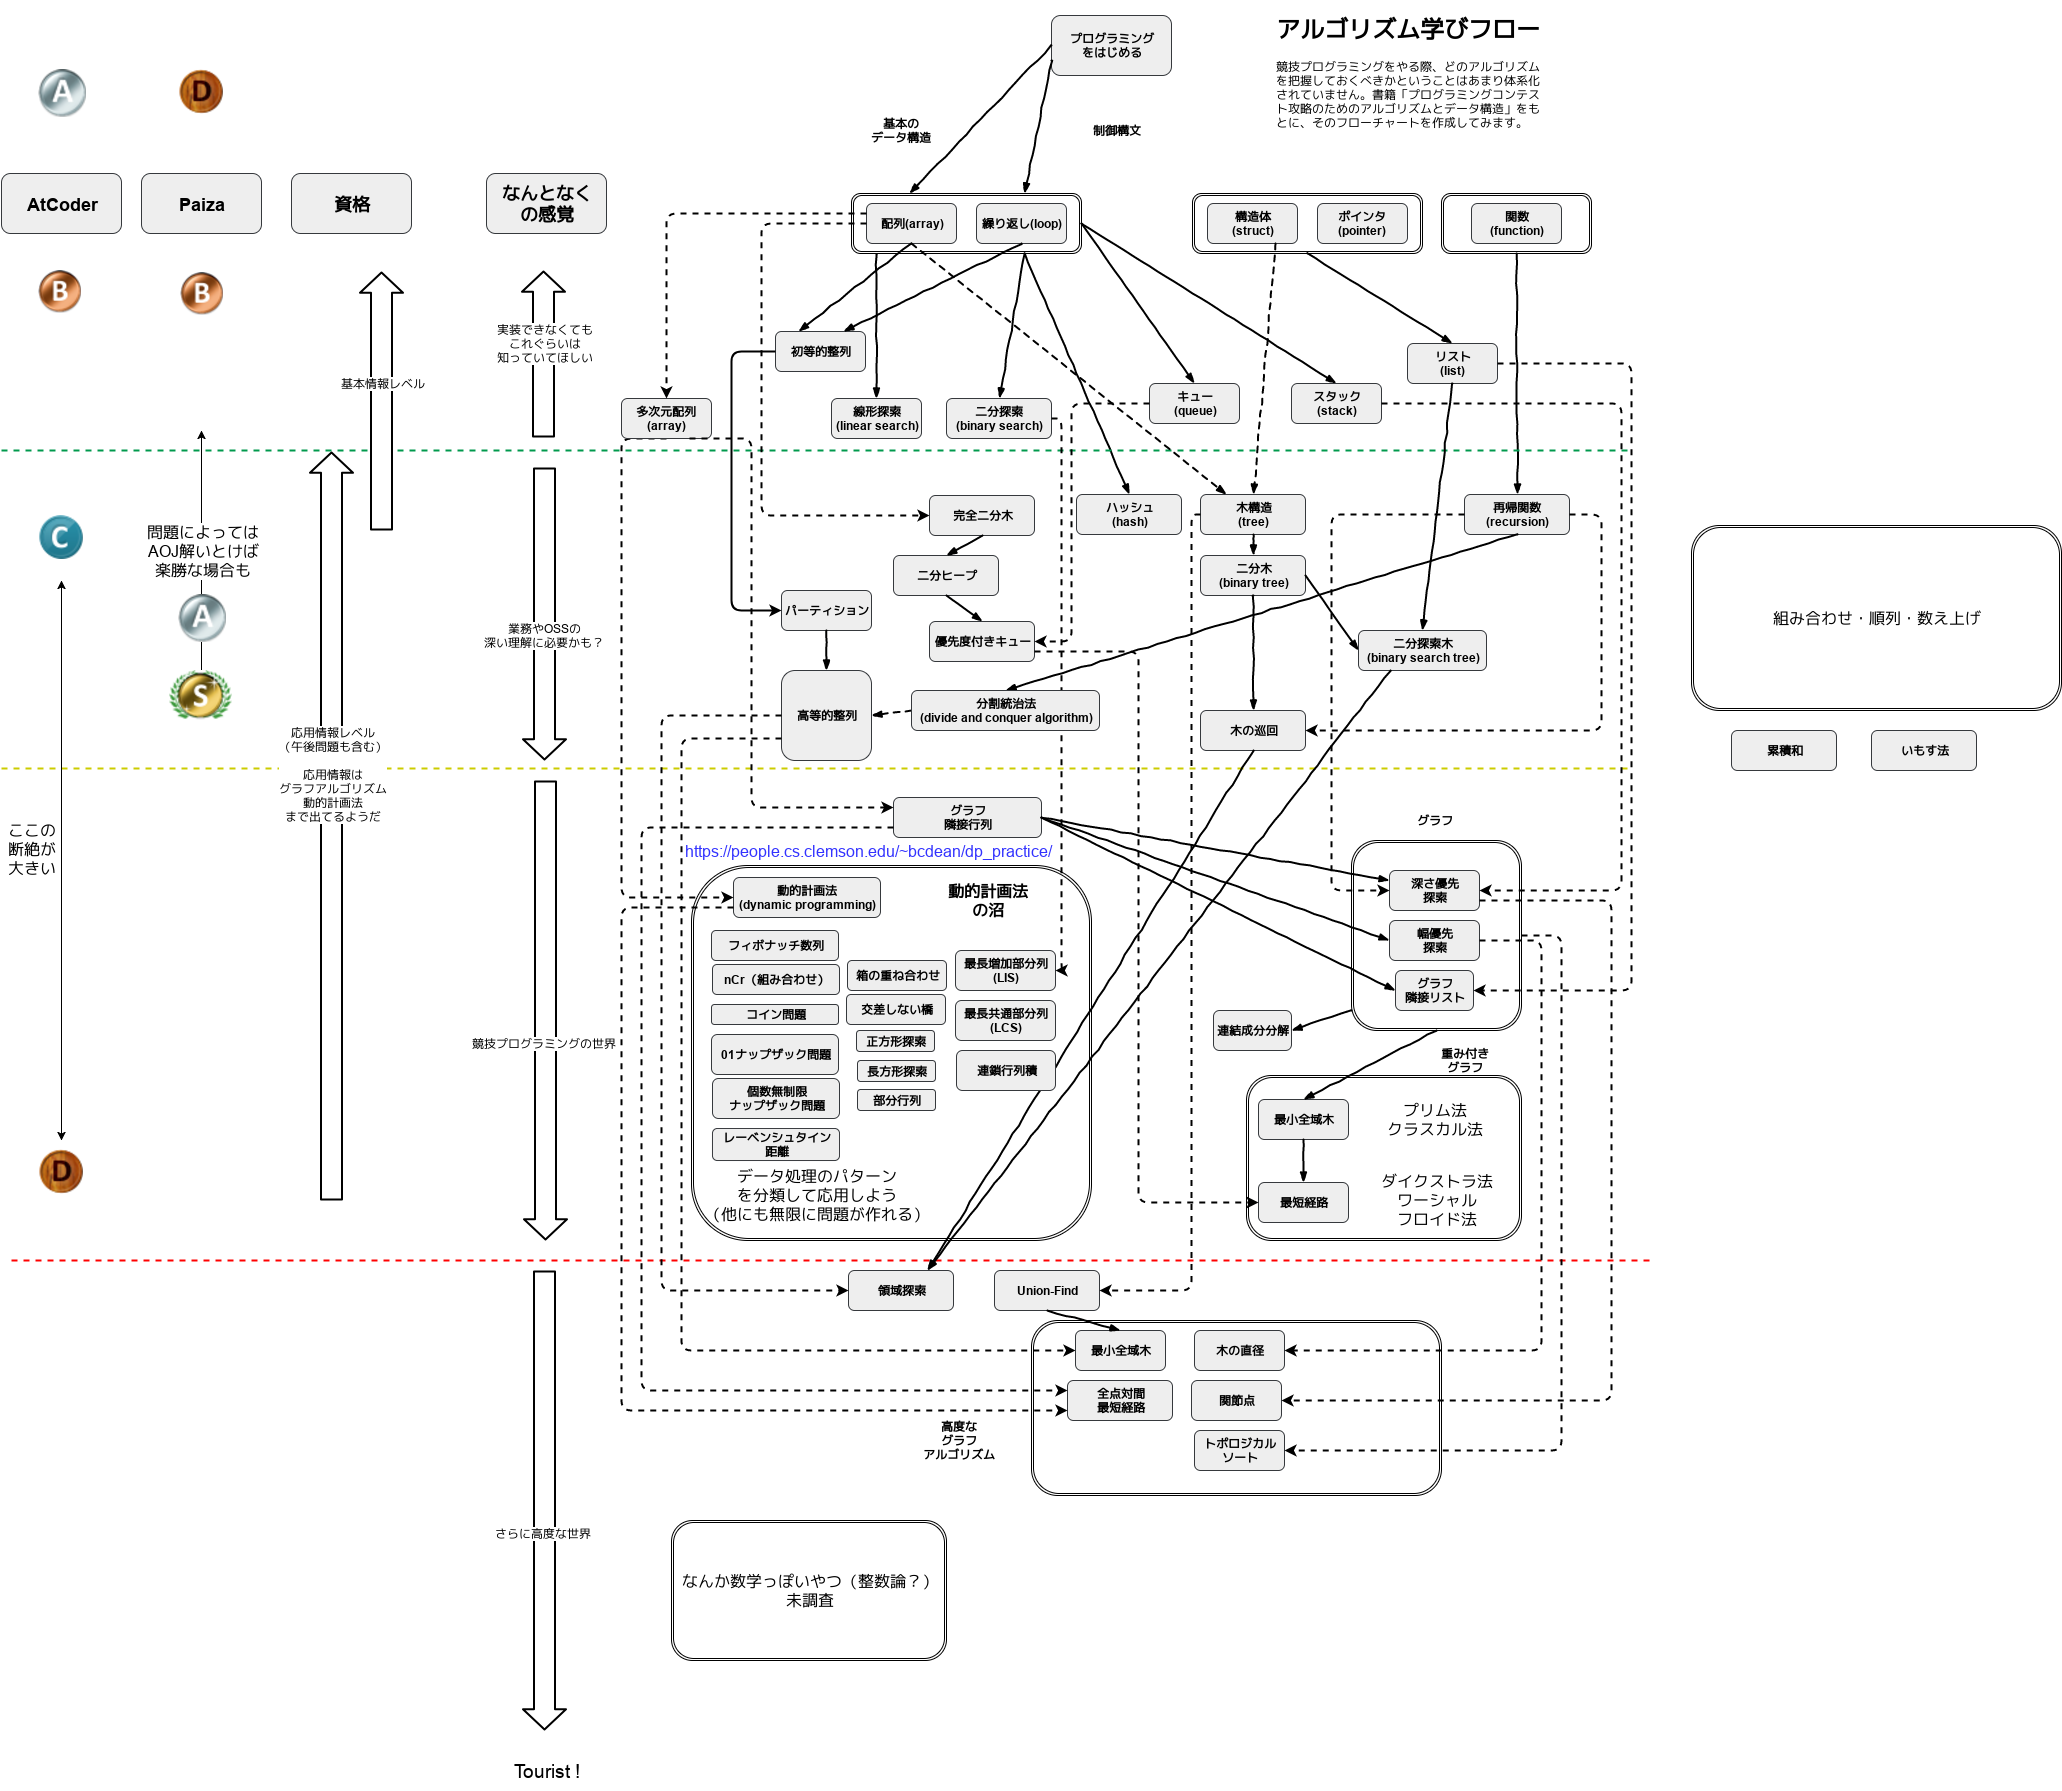 プログラミング
をはじめる
アルゴリズム学びフロー
競技プログラミングをやる際、どのアルゴリズム
を把握しておくべきかということはあまり体系化
されていません。書籍「プログラミングコンテス
ト攻略のためのアルゴリズムとデータ構造」をも
とに、そのフローチャートを作成してみます。
A
D
基本の
データ構造
制御構文
AtCoder
Paiza
資格
なんとなく
の感覚
配列(array)
繰り返し(loop)
構造体
(struct)
ポインタ
(pointer)
関数
(function)
B
B
実装できなくても
これぐらいは
知っていてほしい
基本情報レベル
初等的整列
リスト
(list)
多次元配列
(array)
線形探索
(linear search)
二分探索
(binary search)
キュー
(queue)
スタック
(stack)
C
問題によっては
AOJ解いとけば
楽勝な場合も
A
S
完全二分木
ハッシュ
(hash)
木構造
(tree)
再帰関数
(recursion)
二分ヒープ
二分木
(binary tree)
パーティション
優先度付きキュー
二分探索木
(binary search tree)
業務やOSSの
深い理解に必要かも？
高等的整列
分割統治法
(divide and conquer algorithm)
木の巡回
組み合わせ・順列・数え上げ
累積和
いもす法
応用情報レベル
（午後問題も含む）
応用情報は
グラフアルゴリズム
動的計画法
まで出てるようだ
ここの
断絶が
大きい
グラフ
隣接行列
https://people.cs.clemson.edu/~bcdean/dp_practice/
動的計画法
(dynamic programming)
動的計画法
の沼
フィボナッチ数列
nCr（組み合わせ）
コイン問題
01ナップザック問題
個数無制限
ナップザック問題
レーベンシュタイン
距離
箱の重ね合わせ
交差しない橋
正方形探索
長方形探索
部分行列
最長増加部分列
(LIS)
最長共通部分列
(LCS)
連鎖行列積
データ処理のパターン
を分類して応用しよう
（他にも無限に問題が作れる）
グラフ
深さ優先
探索
幅優先
探索
グラフ
隣接リスト
連結成分分解
重み付き
グラフ
最小全域木
プリム法
クラスカル法
最短経路
ダイクストラ法
ワーシャル
フロイド法
競技プログラミングの世界
D
領域探索
Union-Find
最小全域木
木の直径
全点対間
最短経路
関節点
トポロジカル
ソート
高度な
グラフ
アルゴリズム
さらに高度な世界
なんか数学っぽいやつ（整数論？）
未調査
Tourist !